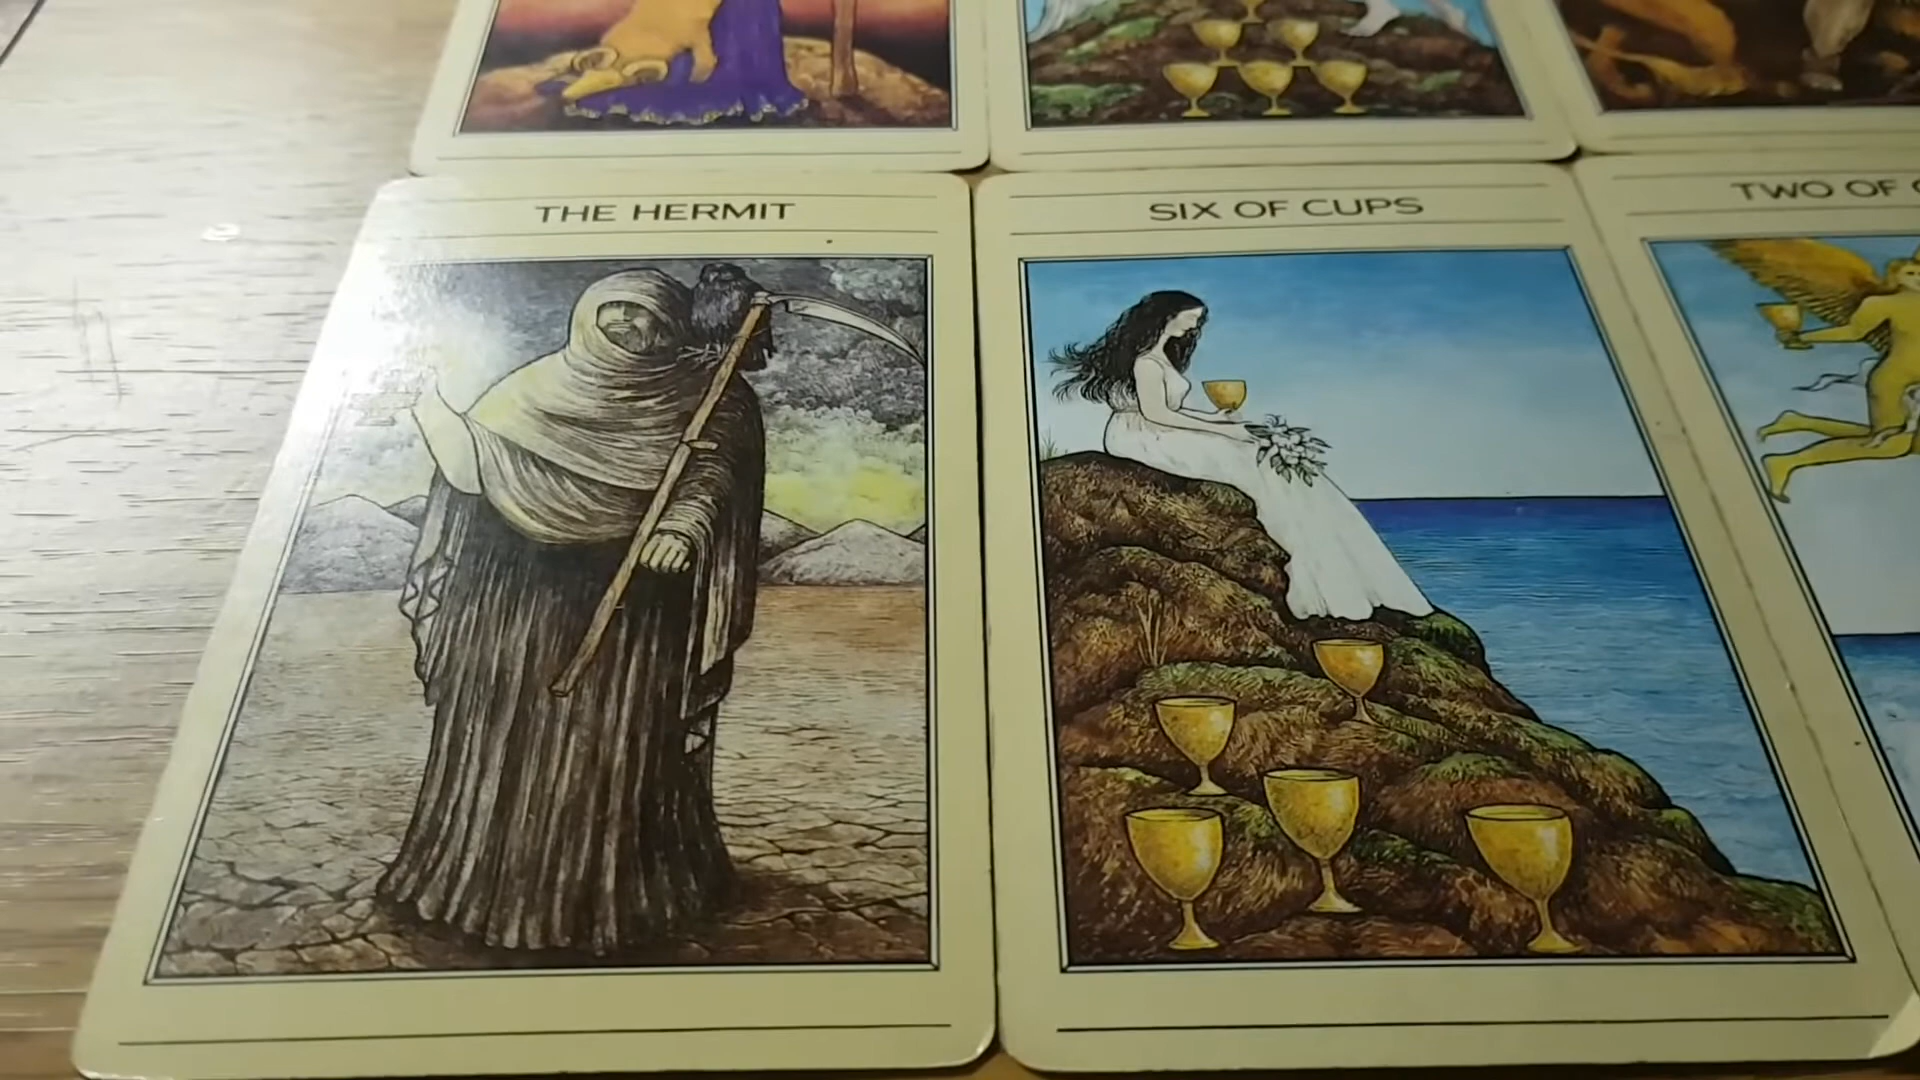 THE HERMIT
SIX OF CUPS
TWO OF